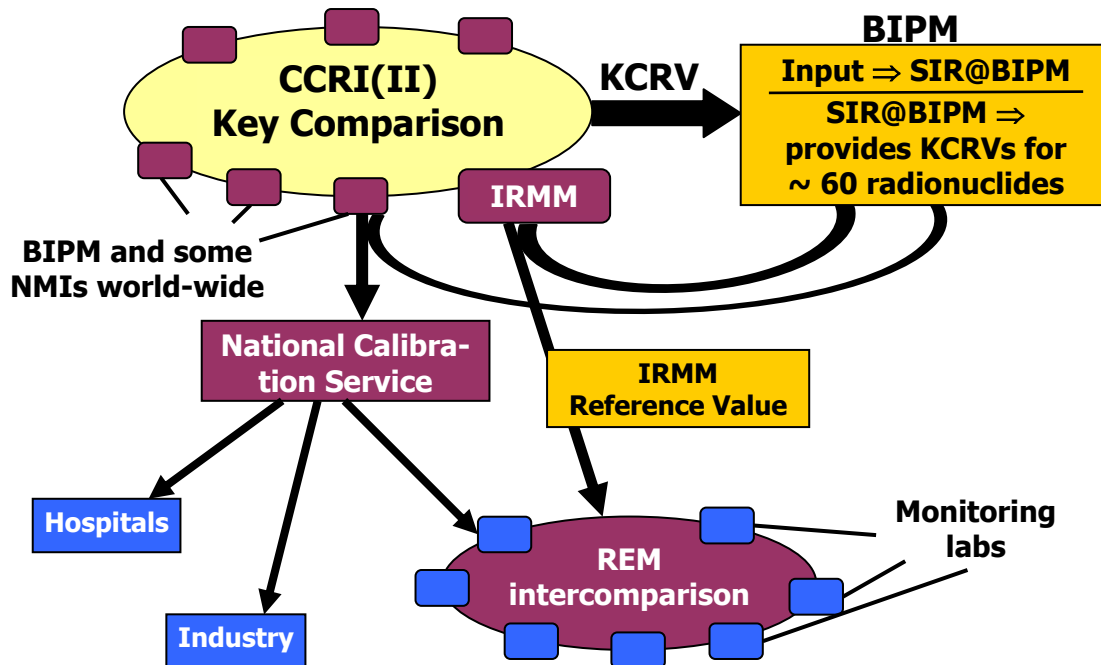 BIPM
CCRI(II)
Key Comparison
KCRV
Input ⇒ SIR@BIPM
SIR@BIPM ⇒
provides KCRVs for
~ 60 radionuclides
IRMM
BIPM and some
NMIs world-wide
National Calibra-
tion Service
IRMM
Reference Value
Hospitals
Industry
REM
intercomparison
Monitoring
labs